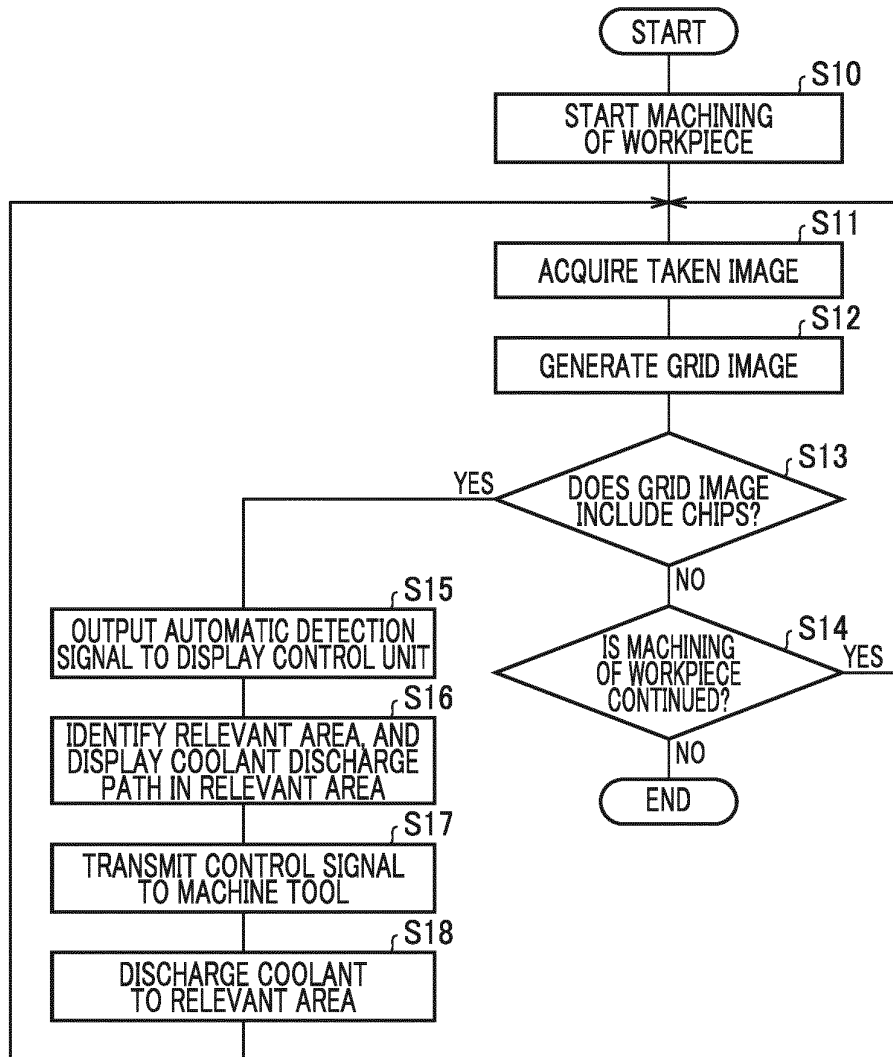 START
S10
START MACHINING
OF WORKPIECE
S11
ACQUIRE TAKEN IMAGE
S12
GENERATE GRID IMAGE
S13
DOES GRID IMAGE
INCLUDE CHIPS?
YES
NO
S14
IS MACHINING
OF WORKPIECE
CONTINUED?
YES
NO
END
S15
OUTPUT AUTOMATIC DETECTION
SIGNAL TO DISPLAY CONTROL UNIT
S16
IDENTIFY RELEVANT AREA, AND
DISPLAY COOLANT DISCHARGE
PATH IN RELEVANT AREA
S17
TRANSMIT CONTROL SIGNAL
TO MACHINE TOOL
S18
DISCHARGE COOLANT
TO RELEVANT AREA